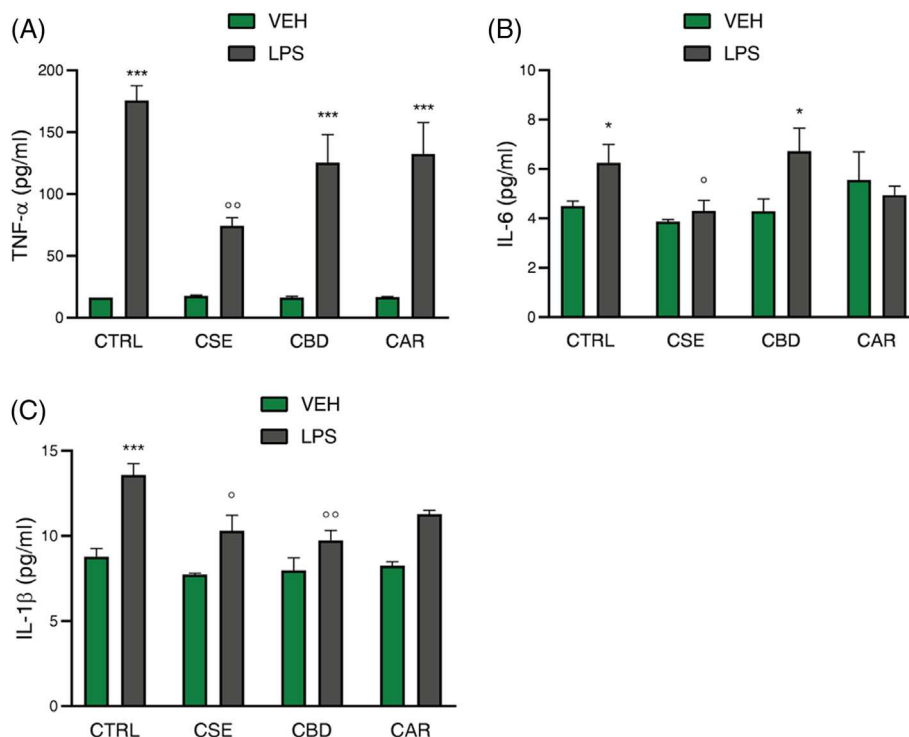 (A)
VEH
LPS
TNF-α (pg/ml)
200
150
100
50
0
***
°°
***
***
CTRL CSE CBD CAR
(B)
VEH
LPS
IL-6 (pg/ml)
10
8
6
4
2
0
*
°
*
CTRL CSE CBD CAR
(C)
VEH
LPS
IL-1β (pg/ml)
15
10
5
0
***
°
°°
CTRL CSE CBD CAR